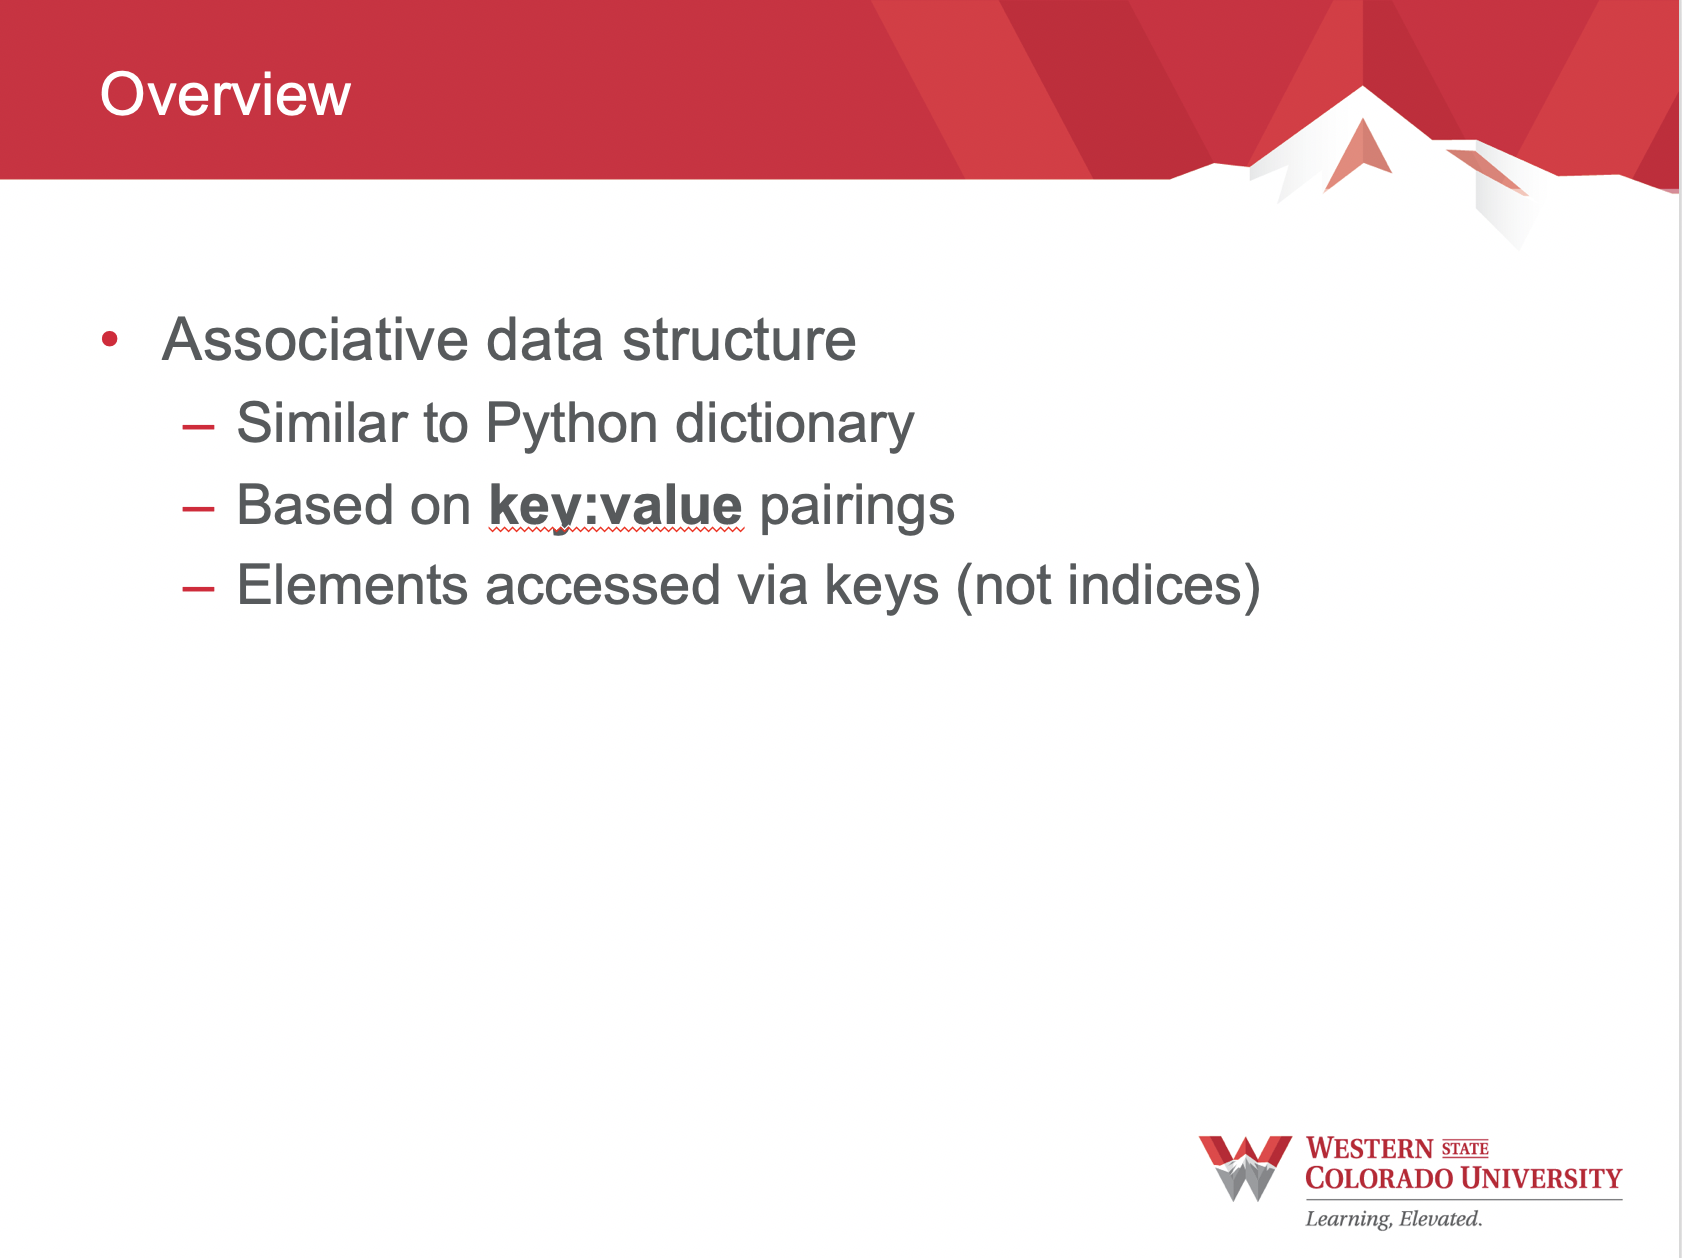 Overview
• Associative data structure
– Similar to Python dictionary
– Based on key:value pairings
– Elements accessed via keys (not indices)
WESTERN STATE
COLORADO UNIVERSITY
Learning, Elevated.